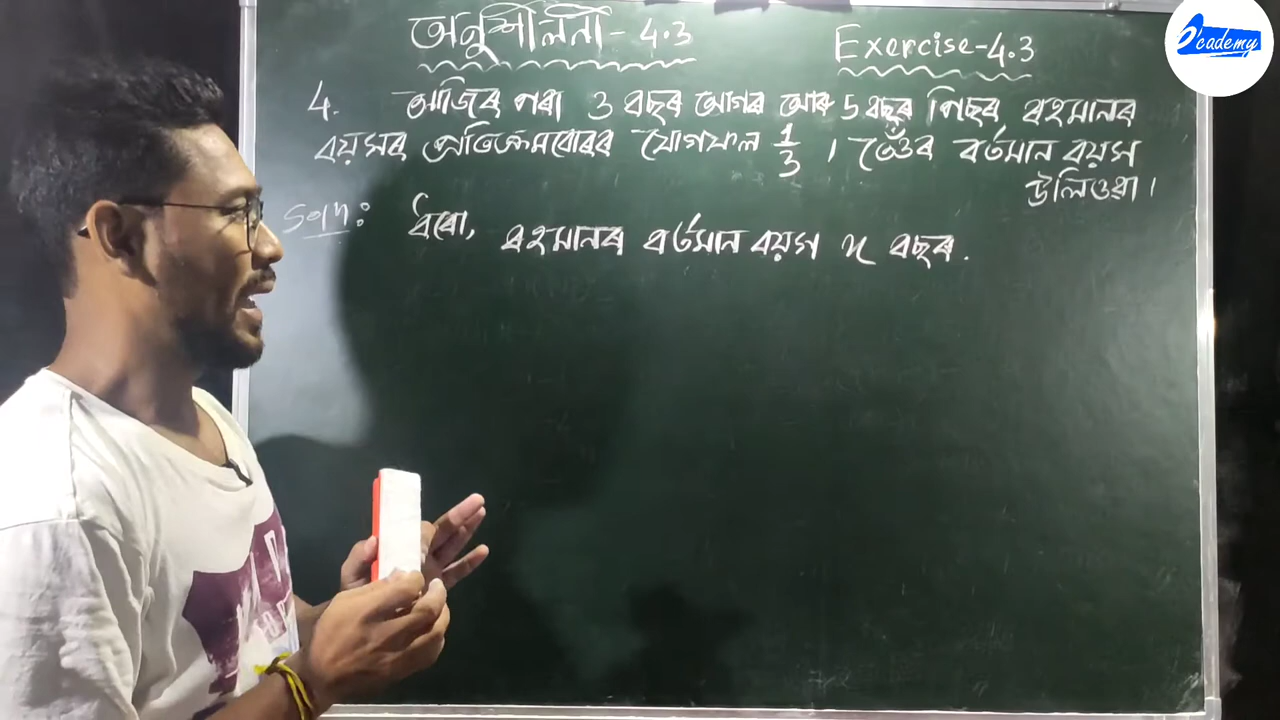 অনুশীলনী - 4.3
Exercise-4.3
e'cademy
4. আজিৰ পৰা 3 বছৰ আগৰ আৰু 5 বছৰ পিছৰ ৰহমানৰ
বয়সৰ প্ৰতিক্ৰমবোৰৰ যোগফল 1/3 । তেওঁৰ বৰ্তমান বয়স
উলিওৱা।
Soln: ধৰো, ৰহমানৰ বৰ্তমান বয়স x বছৰ.